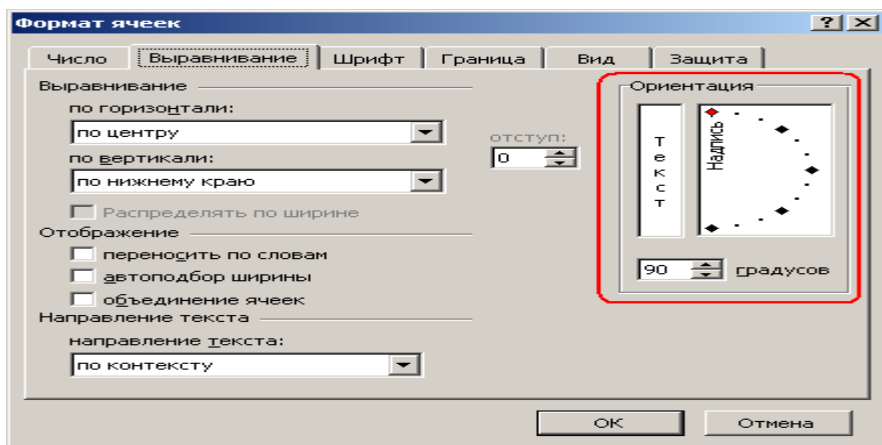 Формат ячеек
Число Выравнивание Шрифт Граница Вид Защита
Выравнивание
по горизонтали:
по центру
отступ:
0
по вертикали:
по нижнему краю
Распределять по ширине
Отображение
переносить по словам
автоподбор ширины
объединение ячеек
Направление текста
направление текста:
по контексту
Ориентация
Текст
Надпись
90 градусов
ОК Отмена